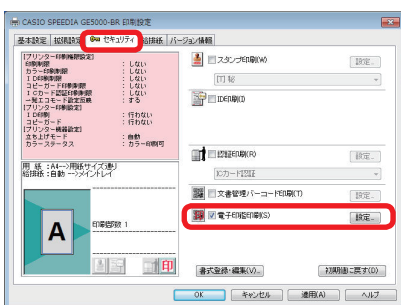 CASIO SPEEDIA GE5000-BR 印刷設定
基本設定 拡張設定 セキュリティ 給排紙 バージョン情報
[プリンター印刷権限設定]
印刷制限 : しない
カラー印刷制限 : しない
ID印刷制限 : しない
コピーガード印刷制限 : しない
ICカード認証印刷制限 : しない
一発エコモード設定反映 : する
[プリンター印刷設定]
ID印刷 : 行わない
コピーガード : 行わない
[プリンター機器設定]
立ち上げモード : 自動
カラーステータス : カラー印刷可
用 紙 :A4-->用紙サイズ通り
給排紙 :自動 -->メイントレイ
A
印刷部数 1
印
スタンプ印刷(W)
設定...
[T] 秘
ID印刷(I)
認証印刷(R)
設定...
ICカード認証
文書管理バーコード印刷(T)
設定...
電子印鑑印刷(S)
設定...
書式登録・編集(V)...
初期値に戻す(D)
OK
キャンセル
適用(A)
ヘルプ